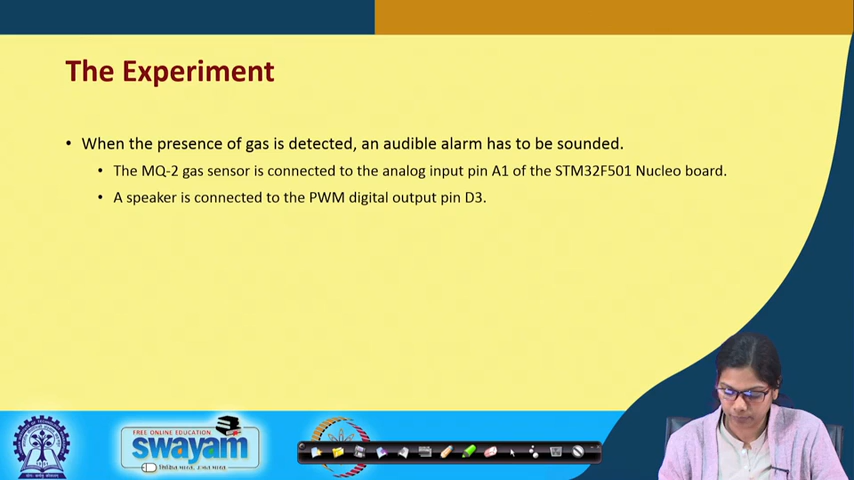 The Experiment
• When the presence of gas is detected, an audible alarm has to be sounded.
• The MQ-2 gas sensor is connected to the analog input pin A1 of the STM32F501 Nucleo board.
• A speaker is connected to the PWM digital output pin D3.
FREE ONLINE EDUCATION
swayam